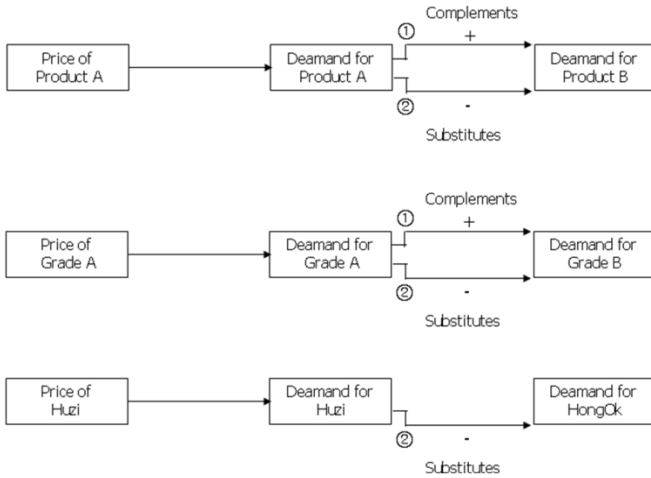 Complements
①
+
Price of
Product A
Deamand for
Product A
Deamand for
Product B
②
-
Substitutes
Complements
①
+
Price of
Grade A
Deamand for
Grade A
Deamand for
Grade B
②
-
Substitutes
Price of
Huzi
Deamand for
Huzi
Deamand for
HongOk
②
-
Substitutes